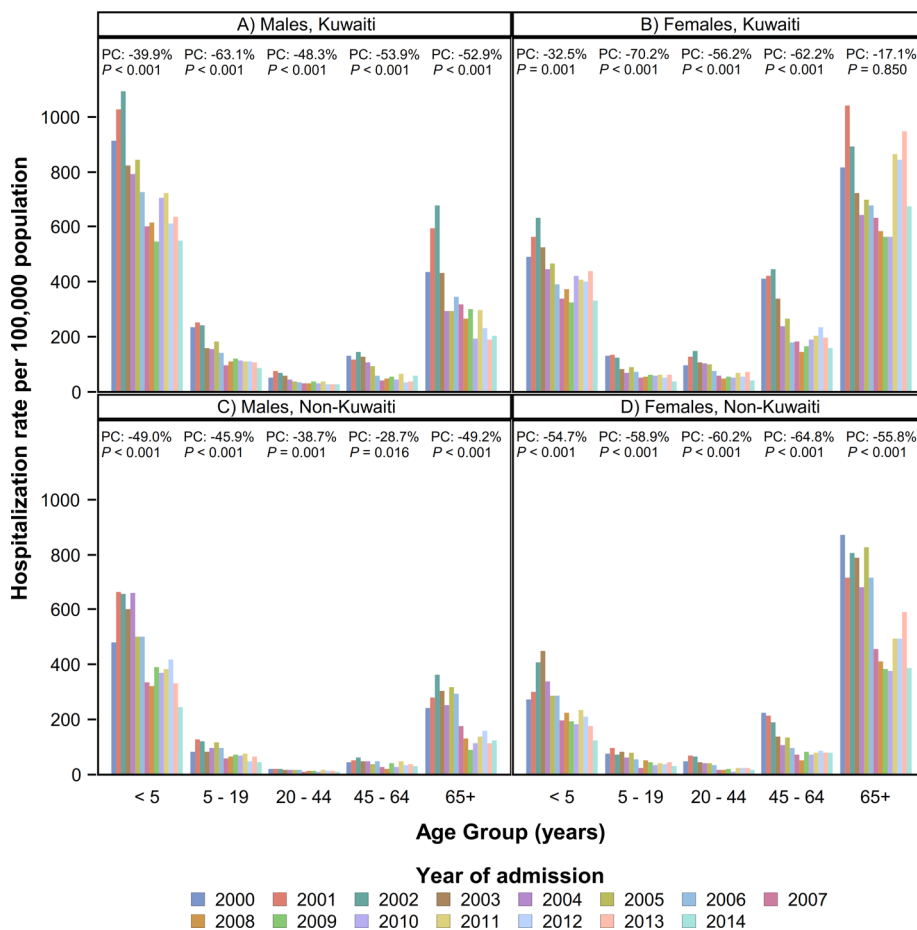 A) Males, Kuwaiti
B) Females, Kuwaiti
PC: -39.9% PC: -63.1% PC: -48.3% PC: -53.9% PC: -52.9%
P < 0.001 P < 0.001 P < 0.001 P < 0.001 P < 0.001
PC: -32.5% PC: -70.2% PC: -56.2% PC: -62.2% PC: -17.1%
P = 0.001 P < 0.001 P < 0.001 P < 0.001 P = 0.850
1000
800
600
400
200
0
Hospitalization rate per 100,000 population
C) Males, Non-Kuwaiti
D) Females, Non-Kuwaiti
PC: -49.0% PC: -45.9% PC: -38.7% PC: -28.7% PC: -49.2%
P < 0.001 P < 0.001 P = 0.001 P = 0.016 P < 0.001
PC: -54.7% PC: -58.9% PC: -60.2% PC: -64.8% PC: -55.8%
P < 0.001 P < 0.001 P < 0.001 P < 0.001 P < 0.001
1000
800
600
400
200
0
< 5 5 - 19 20 - 44 45 - 64 65+
< 5 5 - 19 20 - 44 45 - 64 65+
Age Group (years)
Year of admission
2000 2001 2002 2003 2004 2005 2006 2007
2008 2009 2010 2011 2012 2013 2014